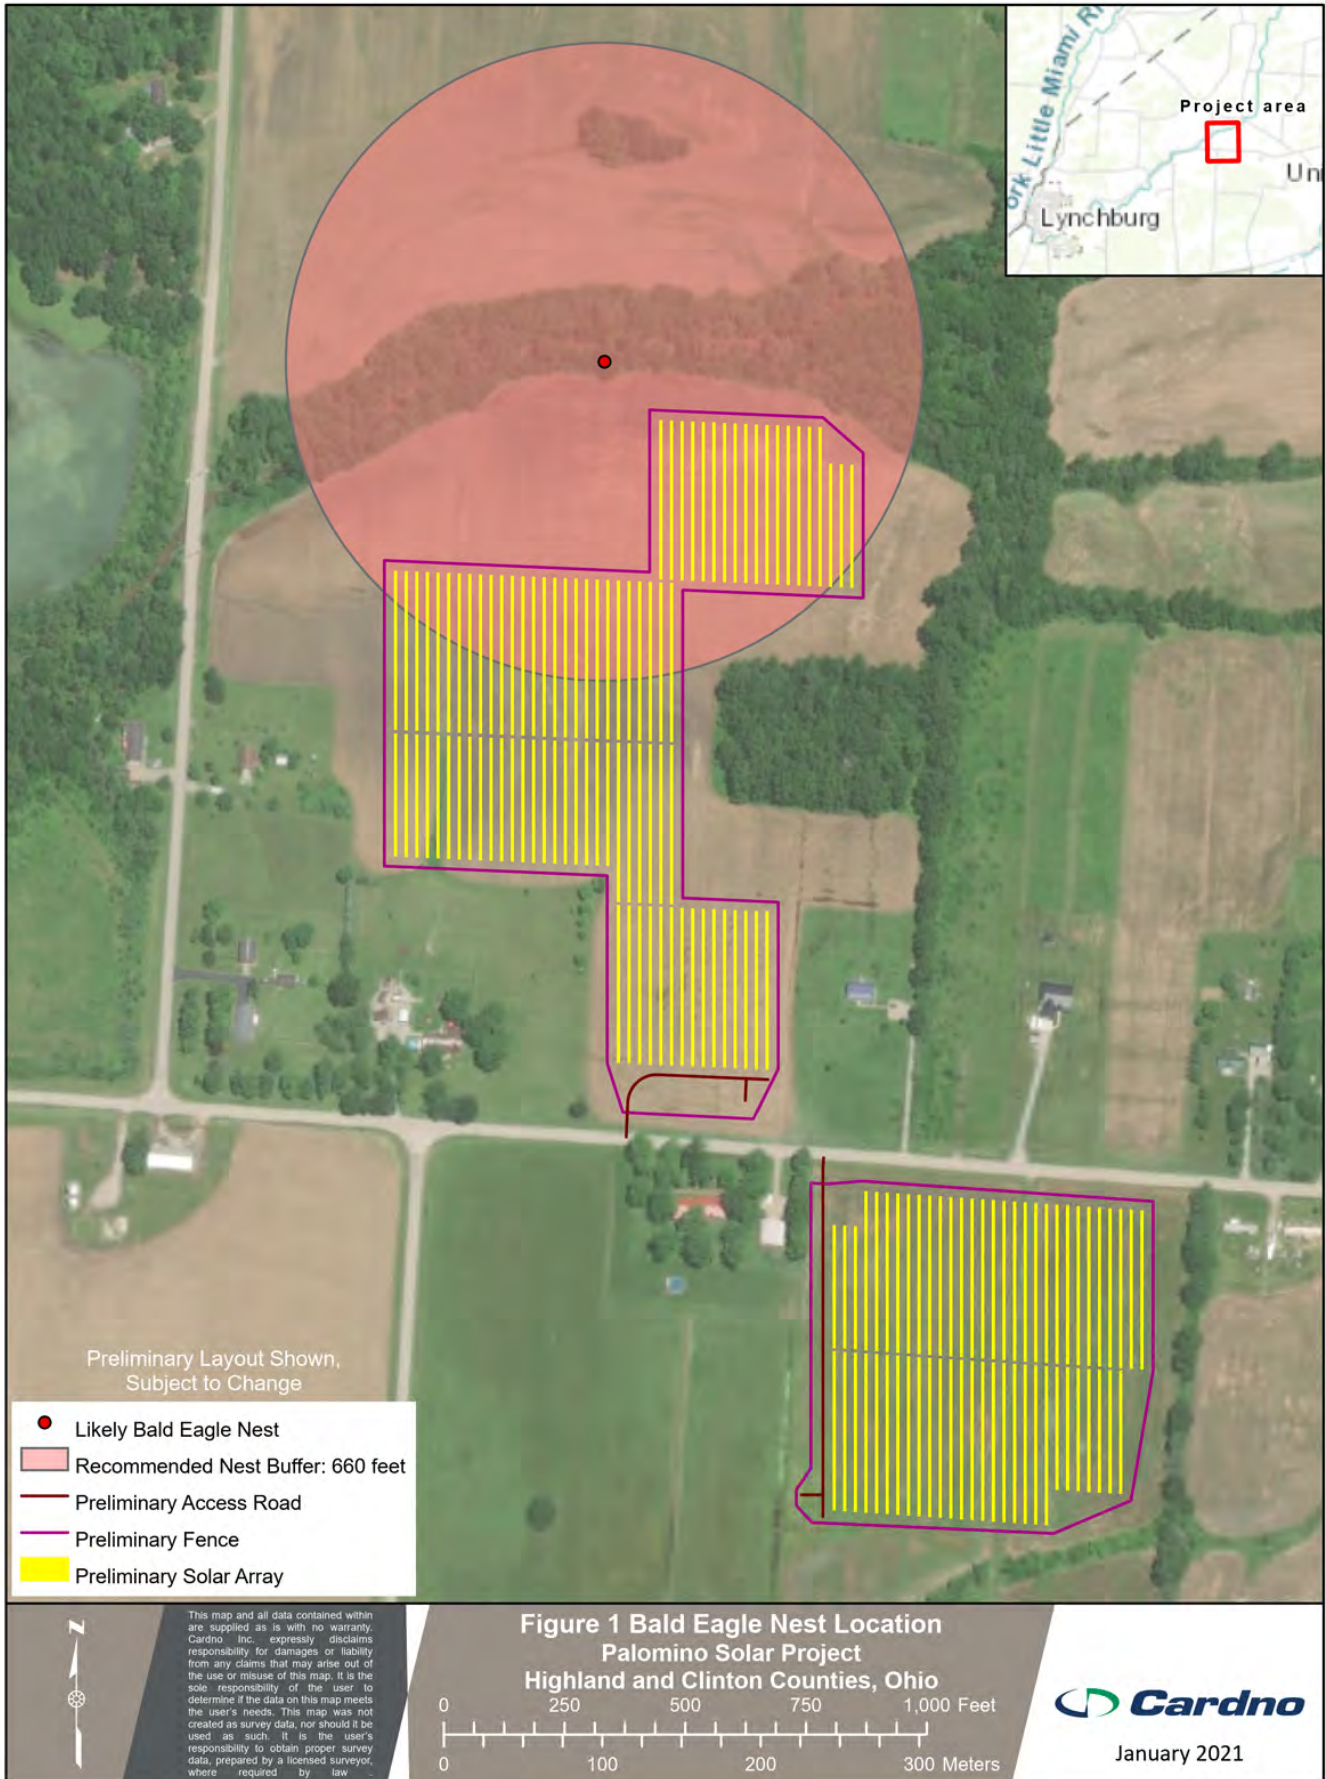 ork Little Miami Ri
Project area
Uni
Lynchburg
Preliminary Layout Shown,
Subject to Change
Likely Bald Eagle Nest
Recommended Nest Buffer: 660 feet
Preliminary Access Road
Preliminary Fence
Preliminary Solar Array
N
This map and all data contained within
are supplied as is with no warranty.
Cardno Inc. expressly disclaims
responsibility for damages or liability
from any claims that may arise out of
the use or misuse of this map. It is the
sole responsibility of the user to
determine if the data on this map meets
the user's needs. This map was not
created as survey data, nor should it be
used as such. It is the user's
responsibility to obtain proper survey
data, prepared by a licensed surveyor,
where required by law .
Figure 1 Bald Eagle Nest Location
Palomino Solar Project
Highland and Clinton Counties, Ohio
0 250 500 750 1,000 Feet
0 100 200 300 Meters
Cardno
January 2021